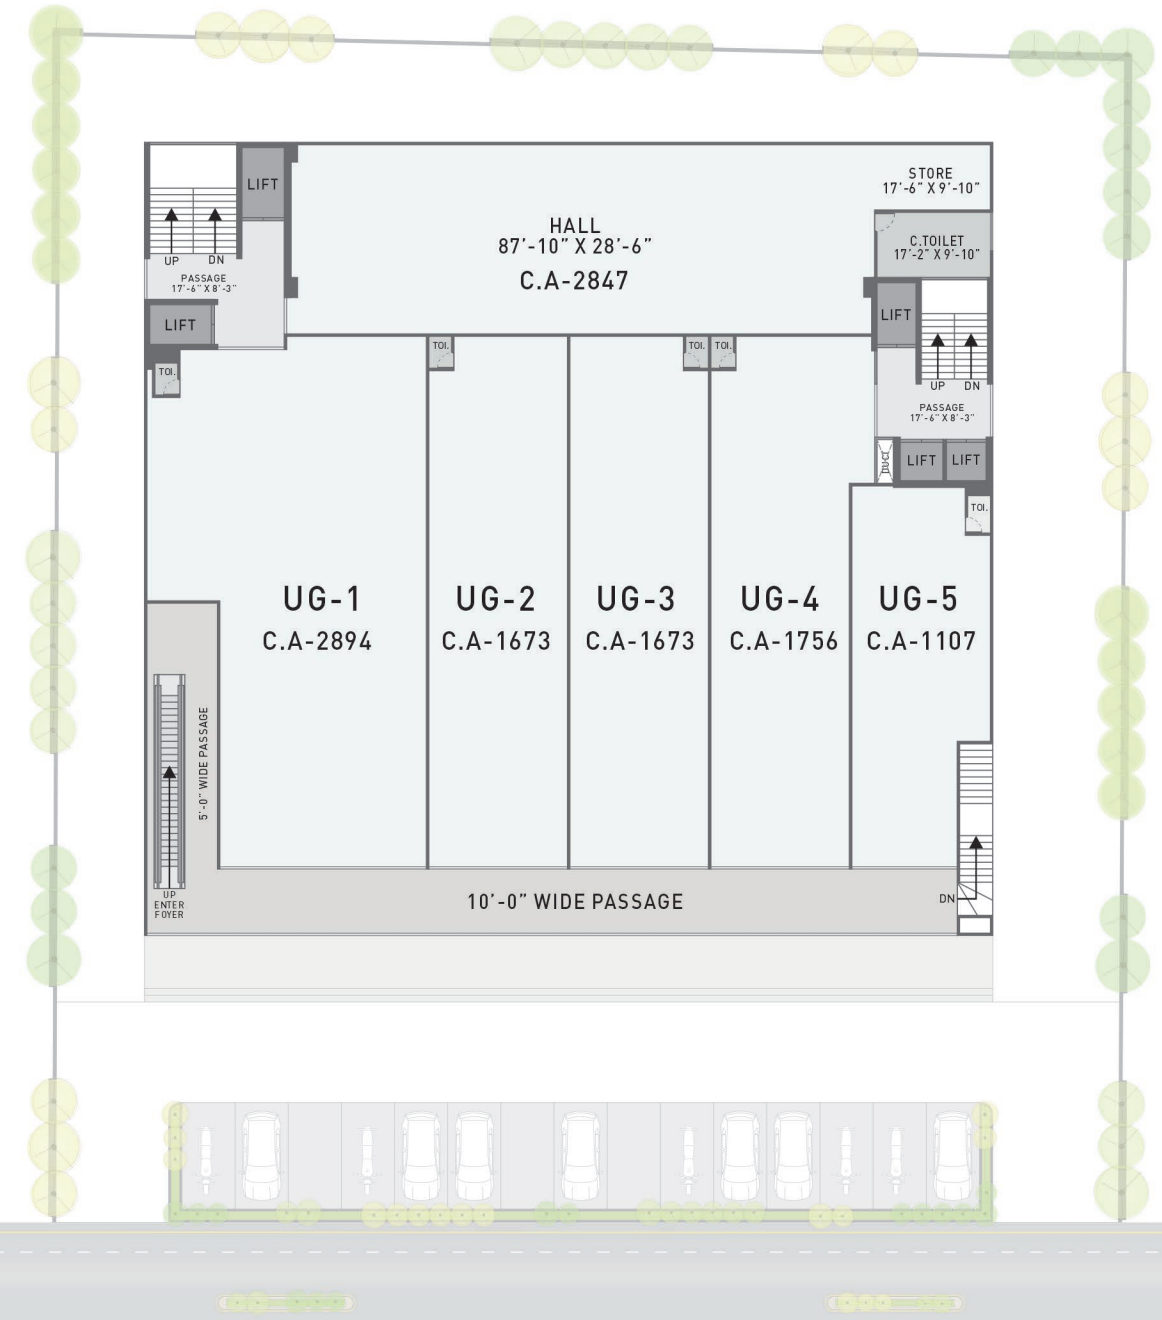 LIFT
STORE
17'-6" X 9'-10"
HALL
87'-10" X 28'-6"
C.A-2847
C.TOILET
17'-2" X 9'-10"
UP
DN
PASSAGE
17'-6" X 8'-3"
LIFT
LIFT
TOI.
TOI.
TOI.
TOI.
UP
DN
PASSAGE
17'-6" X 8'-3"
DUCT
LIFT
LIFT
TOI.
UG-1
C.A-2894
UG-2
C.A-1673
UG-3
C.A-1673
UG-4
C.A-1756
UG-5
C.A-1107
5'-0" WIDE PASSAGE
UP
ENTER
FOYER
10'-0" WIDE PASSAGE
DN